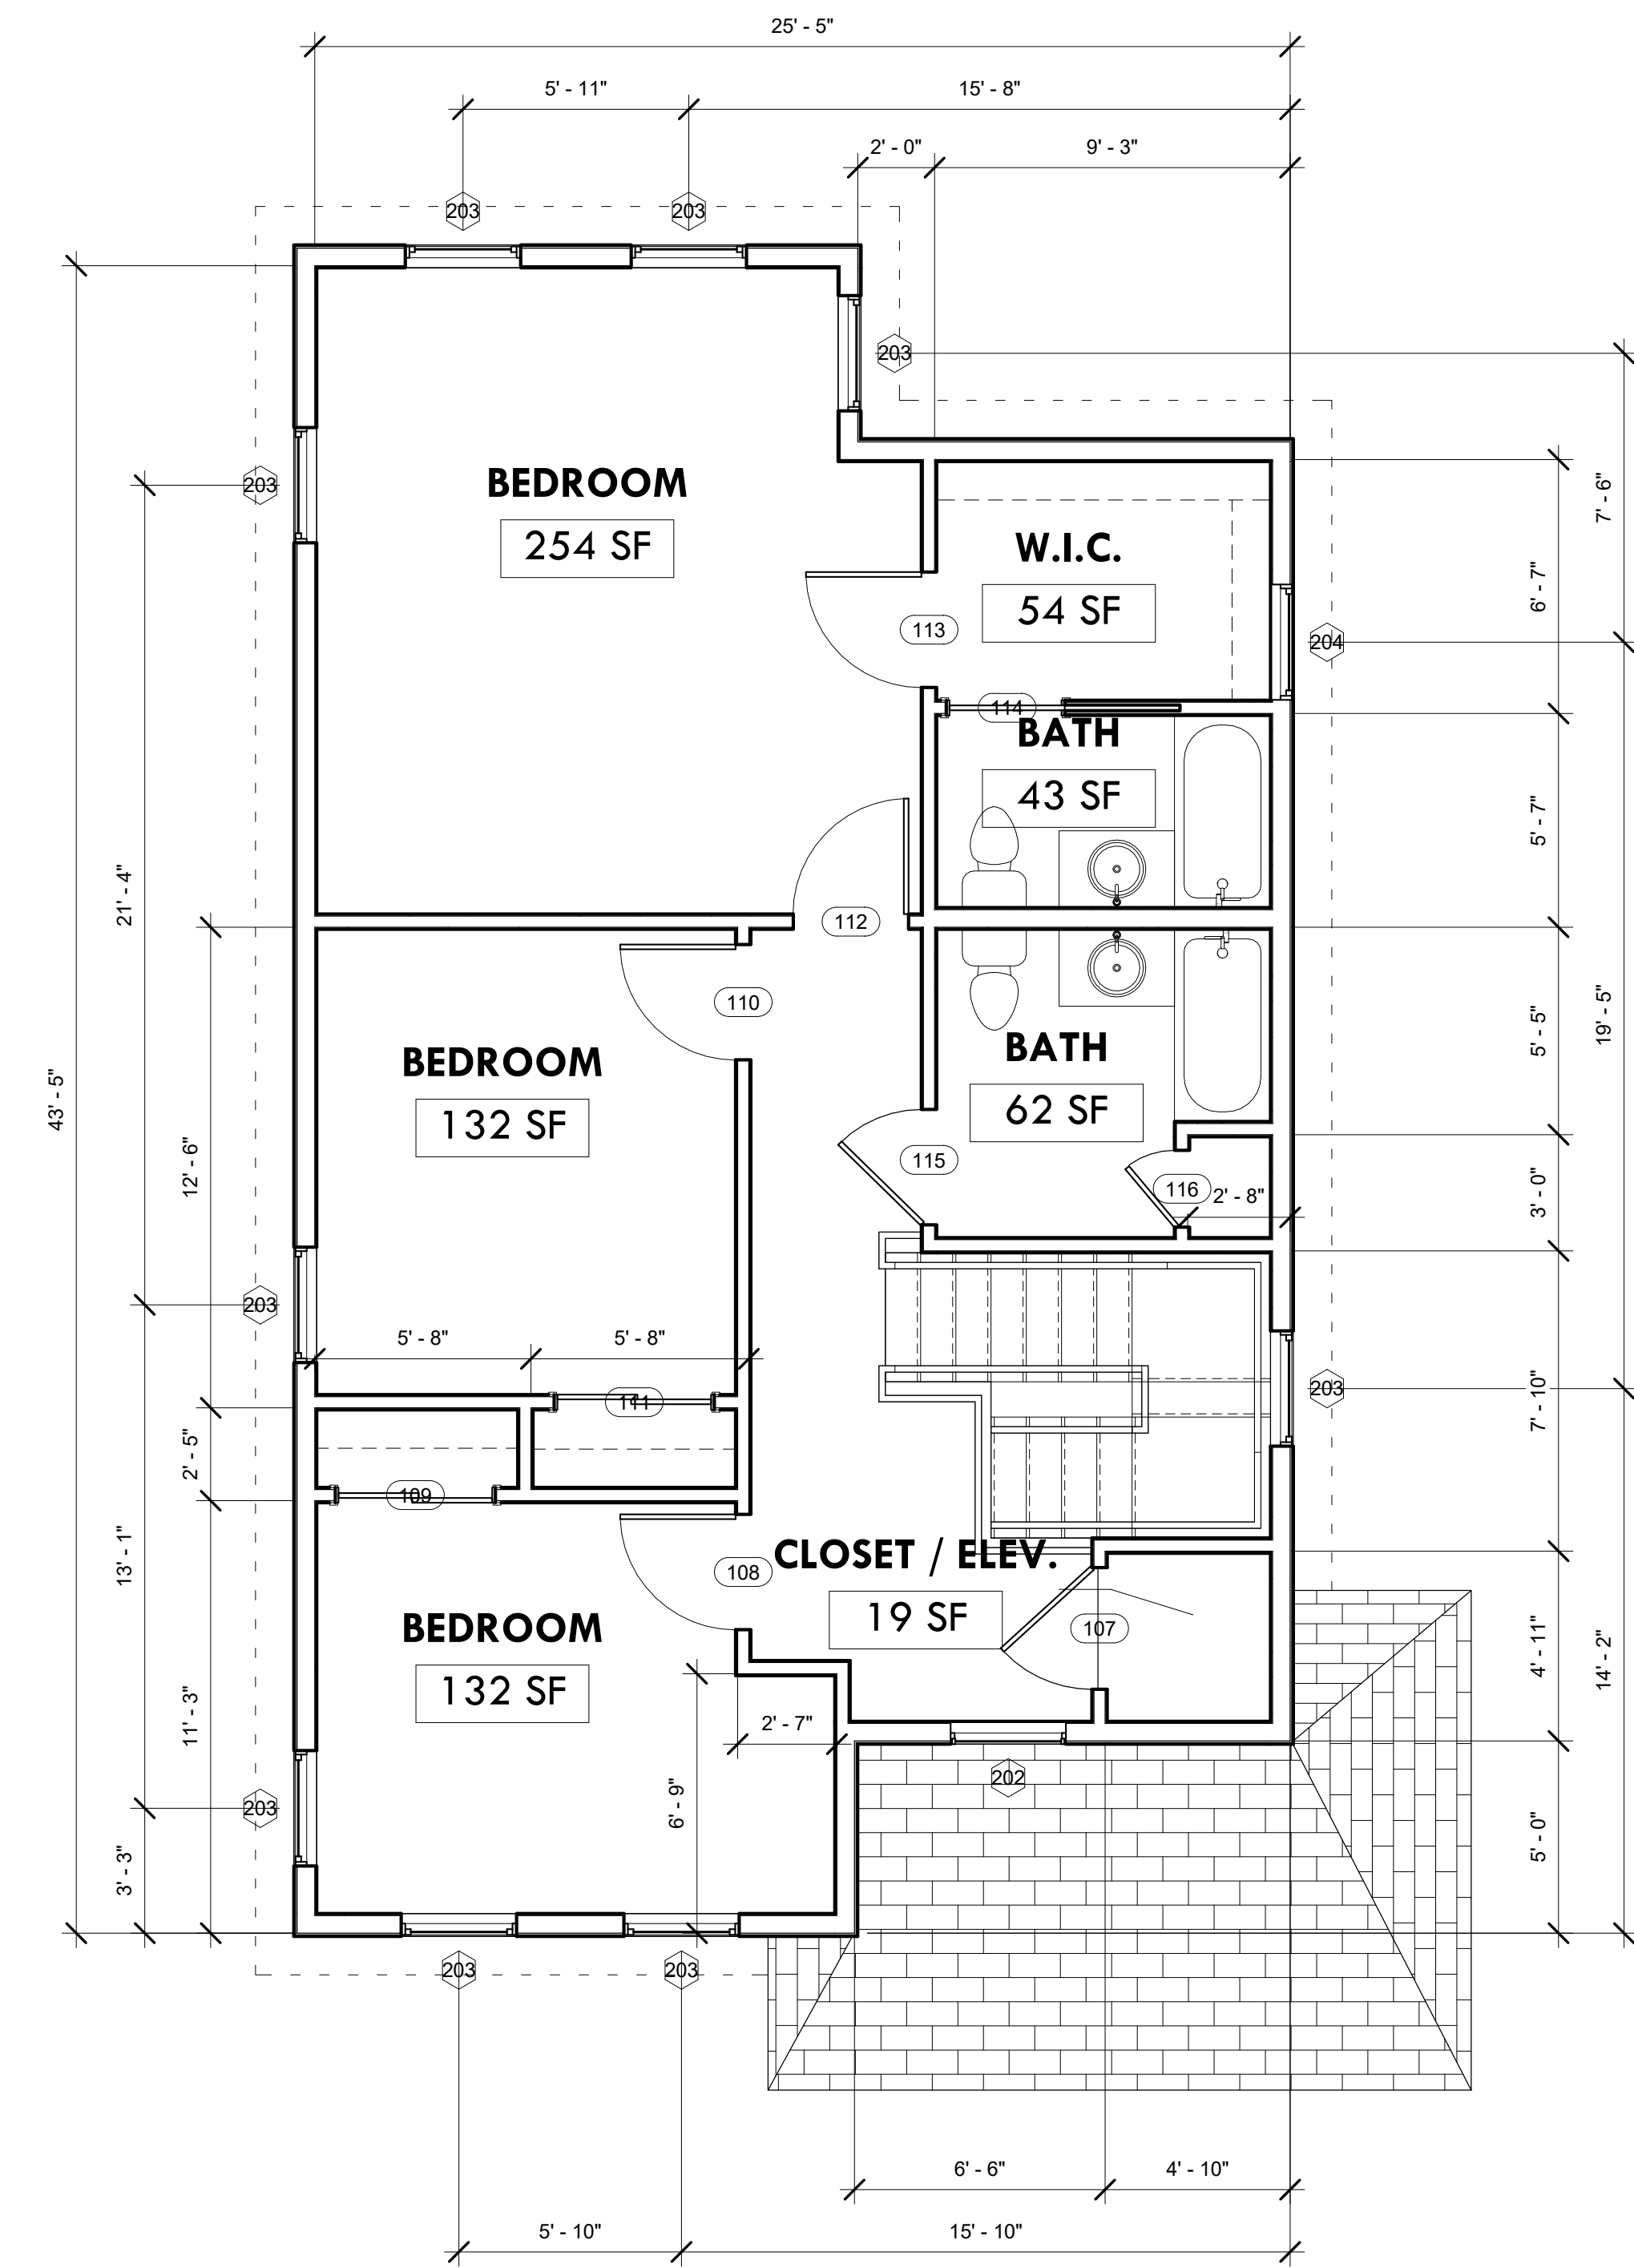 25' - 5"
5' - 11"
15' - 8"
2' - 0"
9' - 3"
203
203
203
BEDROOM
254 SF
203
7' - 6"
W.I.C.
54 SF
6' - 7"
113
204
114
BATH
43 SF
5' - 7"
21' - 4"
112
110
BEDROOM
132 SF
BATH
62 SF
5' - 5"
19' - 5"
43' - 5"
12' - 6"
115
116
2' - 8"
3' - 0"
203
5' - 8"
5' - 8"
203
7' - 10"
111
2' - 5"
109
13' - 1"
108
CLOSET / ELEV.
19 SF
107
BEDROOM
132 SF
4' - 11"
14' - 2"
11' - 3"
2' - 7"
6' - 9"
202
203
5' - 0"
3' - 3"
203
203
6' - 6"
4' - 10"
5' - 10"
15' - 10"